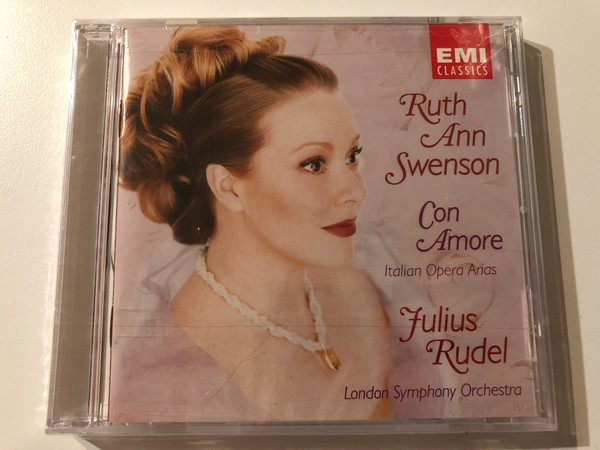 EMI
CLASSICS
Ruth
Ann
Swenson
Con
Amore
Italian Opera Arias
Julius
Rudel
London Symphony Orchestra